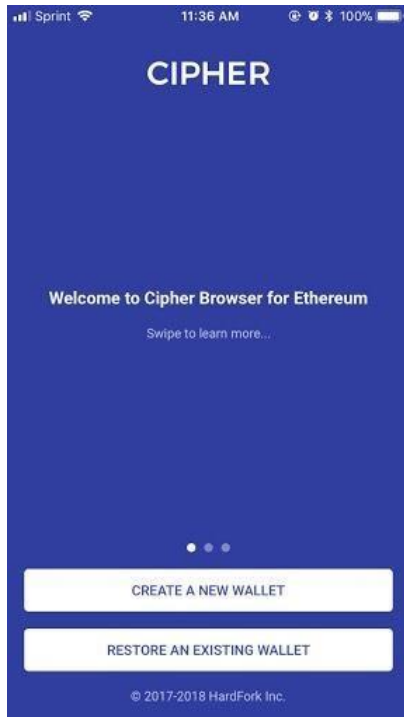 Sprint 11:36 AM 100%
CIPHER
Welcome to Cipher Browser for Ethereum
Swipe to learn more...
CREATE A NEW WALLET
RESTORE AN EXISTING WALLET
© 2017-2018 HardFork Inc.